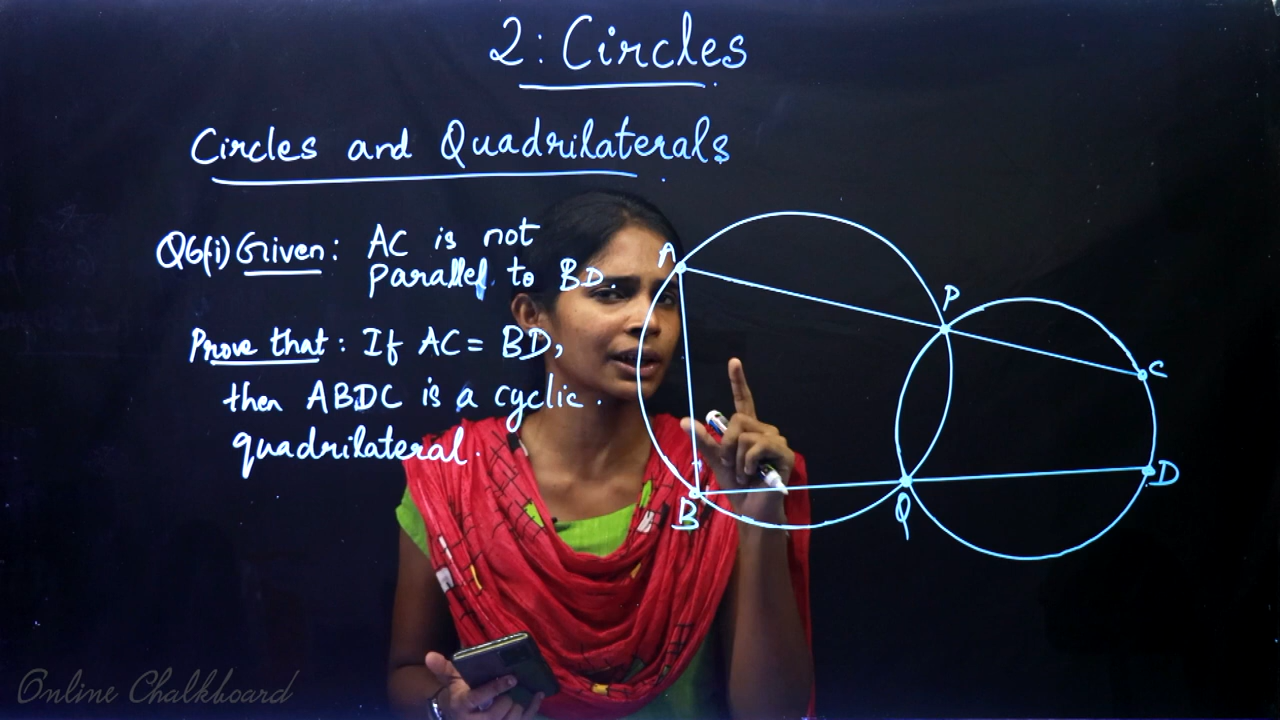 2: Circles
Circles and Quadrilaterals
Q6(i) Given: AC is not
parallel to BD.
Prove that: If AC = BD,
then ABDC is a cyclic
quadrilateral.
A
P
C
D
B
Q
Online Chalkboard